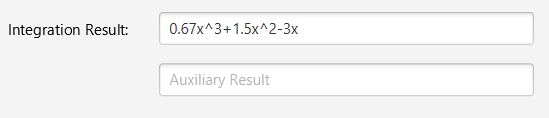 Integration Result: 0.67x^3+1.5x^2-3x
Auxiliary Result